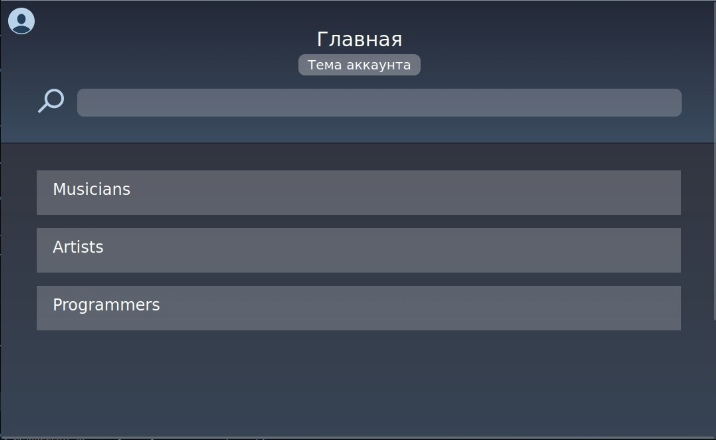 Главная
Тема аккаунта
Musicians
Artists
Programmers